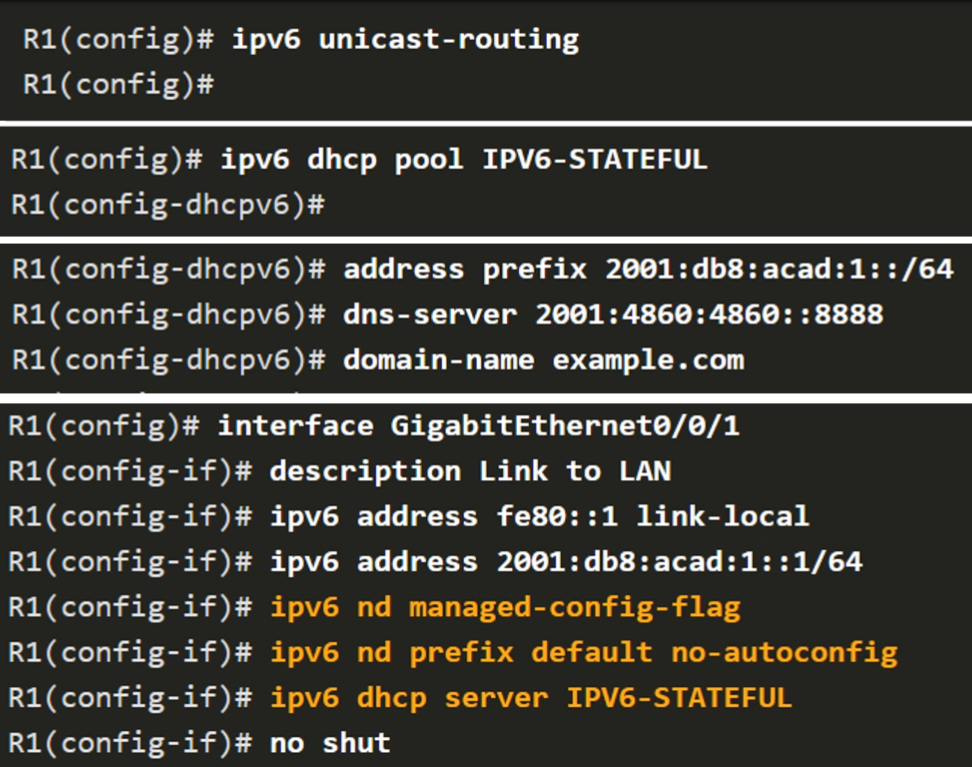 R1(config)# ipv6 unicast-routing
R1(config)#
R1(config)# ipv6 dhcp pool IPV6-STATEFUL
R1(config-dhcpv6)#
R1(config-dhcpv6)# address prefix 2001:db8:acad:1::/64
R1(config-dhcpv6)# dns-server 2001:4860:4860::8888
R1(config-dhcpv6)# domain-name example.com
R1(config)# interface GigabitEthernet0/0/1
R1(config-if)# description Link to LAN
R1(config-if)# ipv6 address fe80::1 link-local
R1(config-if)# ipv6 address 2001:db8:acad:1::1/64
R1(config-if)# ipv6 nd managed-config-flag
R1(config-if)# ipv6 nd prefix default no-autoconfig
R1(config-if)# ipv6 dhcp server IPV6-STATEFUL
R1(config-if)# no shut